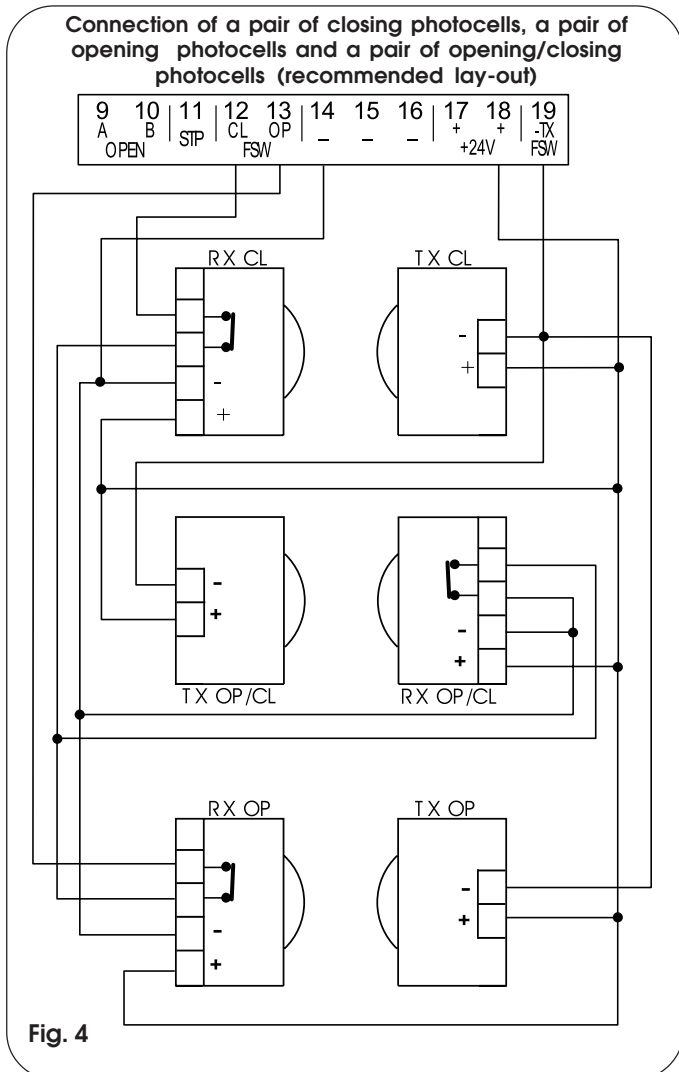 Connection of a pair of closing photocells, a pair of
opening photocells and a pair of opening/closing
photocells (recommended lay-out)
9 10 11 12 13 14 15 16 17 18 19
A B STP CL OP - - - + + -TX
OPEN FSW +24V FSW
RX CL TX CL
-
+
-
+
-
+
-
+
TX OP/CL RX OP/CL
RX OP TX OP
-
+
-
+
Fig. 4